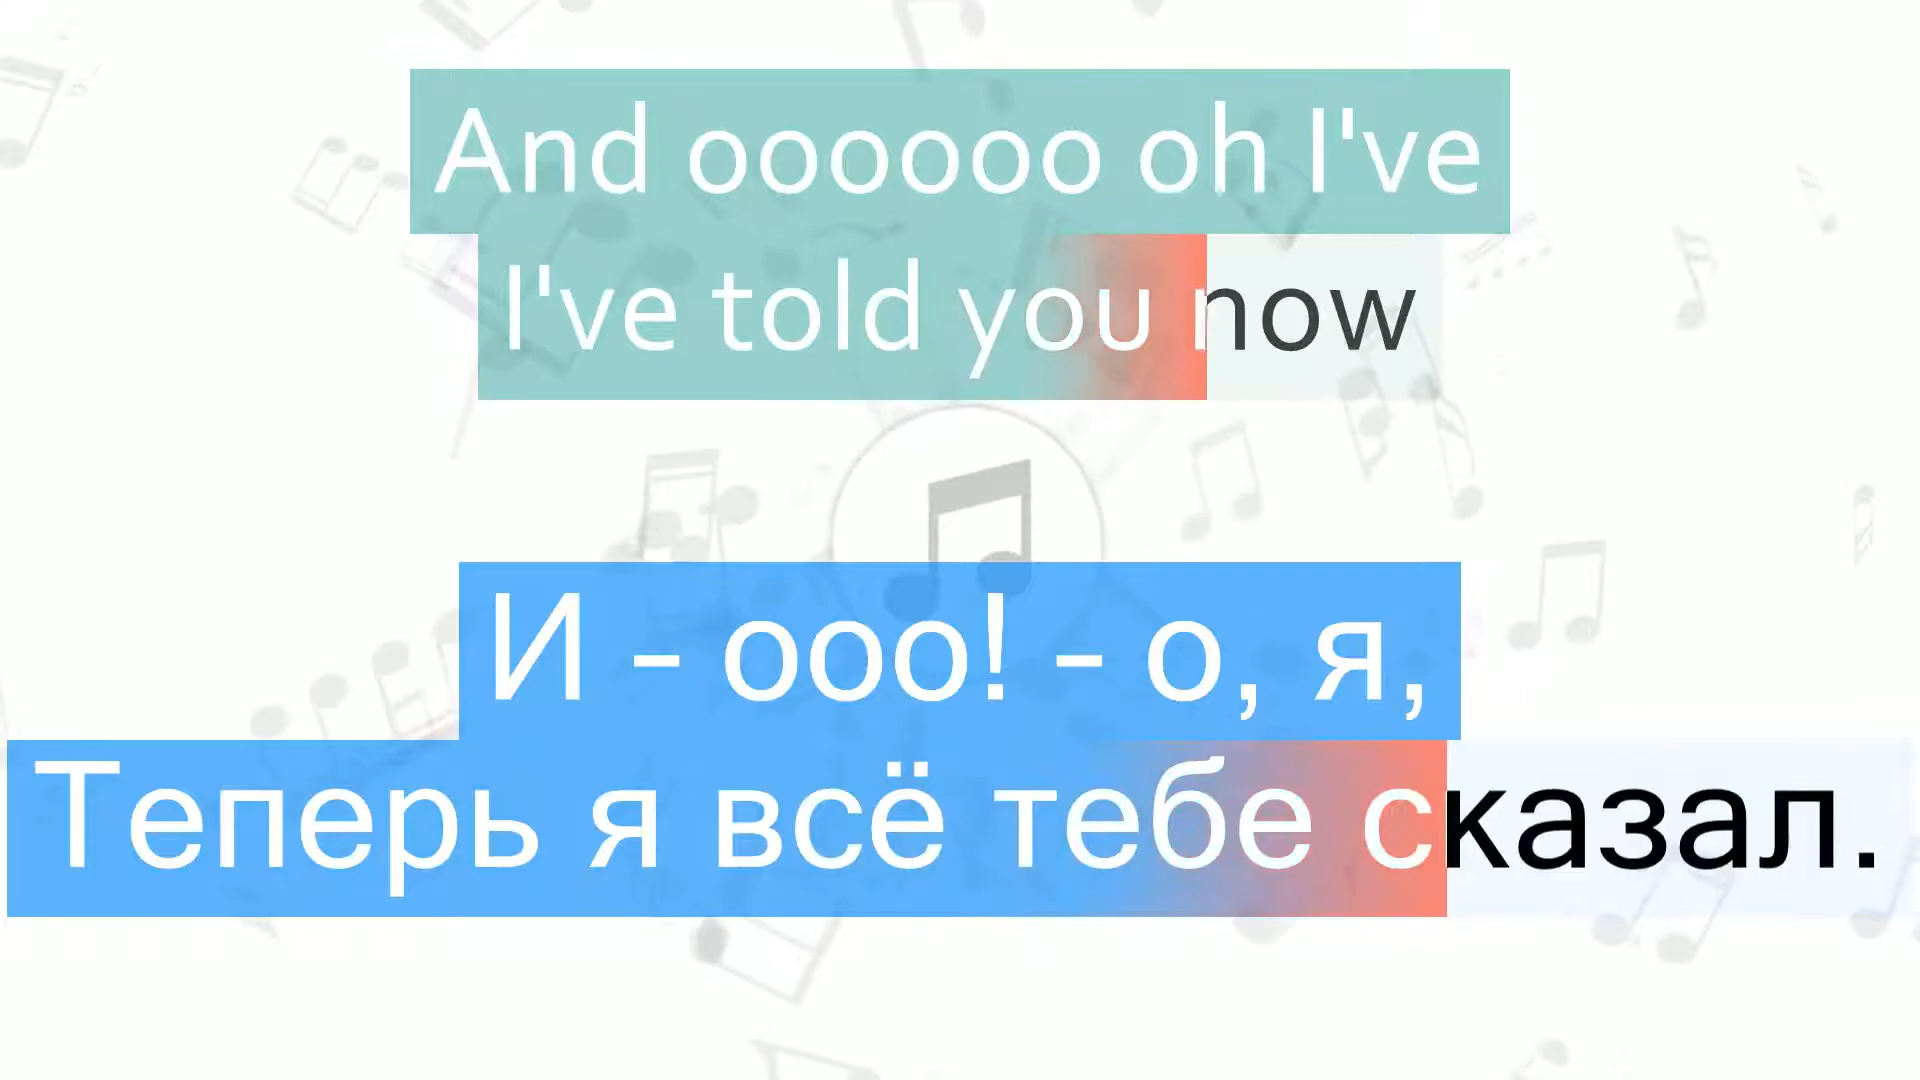 And oooooo oh I've
I've told you now
И - ооо! - о, я,
Теперь я всё тебе сказал.